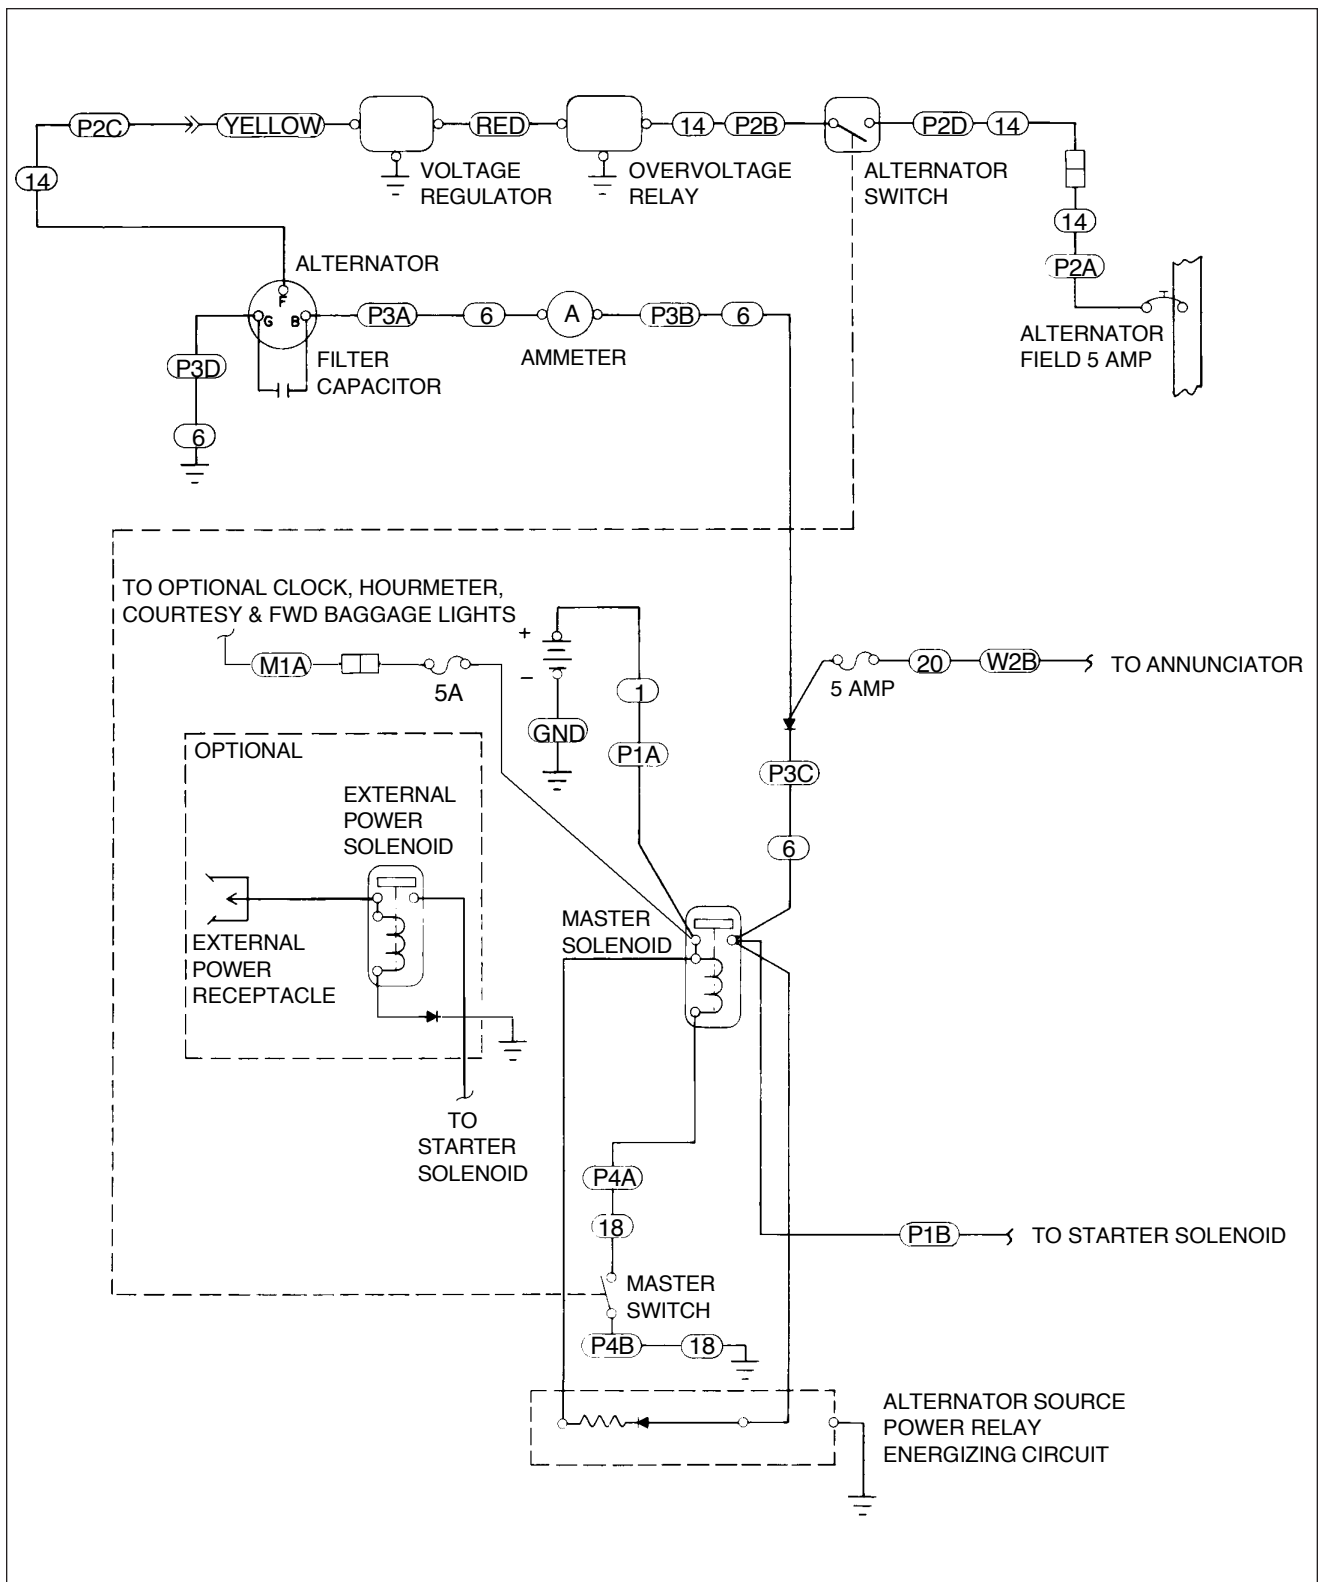 P2C YELLOW RED 14 P2B P2D 14
VOLTAGE
REGULATOR
OVERVOLTAGE
RELAY
ALTERNATOR
SWITCH
14
14
P2A
ALTERNATOR
FIELD 5 AMP
ALTERNATOR
F
G B
P3A 6 A P3B 6
AMMETER
FILTER
CAPACITOR
P3D
6
TO OPTIONAL CLOCK, HOURMETER,
COURTESY & FWD BAGGAGE LIGHTS
M1A
5A
+
−
GND
1
P1A
5 AMP
20 W2B TO ANNUNCIATOR
P3C
6
OPTIONAL
EXTERNAL
POWER
SOLENOID
EXTERNAL
POWER
RECEPTACLE
TO
STARTER
SOLENOID
MASTER
SOLENOID
P4A
18
P1B TO STARTER SOLENOID
MASTER
SWITCH
P4B 18
ALTERNATOR SOURCE
POWER RELAY
ENERGIZING CIRCUIT